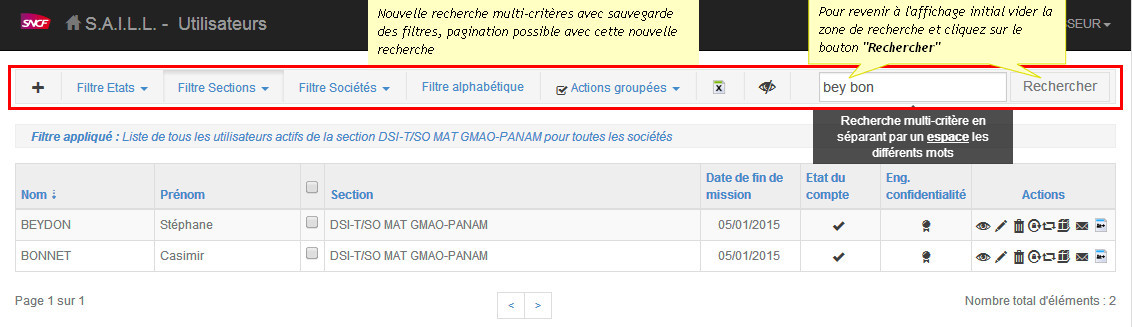 SNCF S.A.I.L.L. - Utilisateurs
Nouvelle recherche multi-critères avec sauvegarde
des filtres, pagination possible avec cette nouvelle
recherche
Pour revenir à l'affichage initial vider la
zone de recherche et cliquez sur le
bouton "Rechercher"
SEUR
Filtre Etats Filtre Sections Filtre Sociétés Filtre alphabétique Actions groupées bey bon Rechercher
Recherche multi-critère en
séparant par un espace les
différents mots
Filtre appliqué : Liste de tous les utilisateurs actifs de la section DSI-T/SO MAT GMAO-PANAM pour toutes les sociétés
Nom Prénom Section Date de fin de mission Etat du compte Eng. confidentialité Actions
BEYDON Stéphane DSI-T/SO MAT GMAO-PANAM 05/01/2015
BONNET Casimir DSI-T/SO MAT GMAO-PANAM 05/01/2015
Page 1 sur 1 < > Nombre total d'éléments : 2